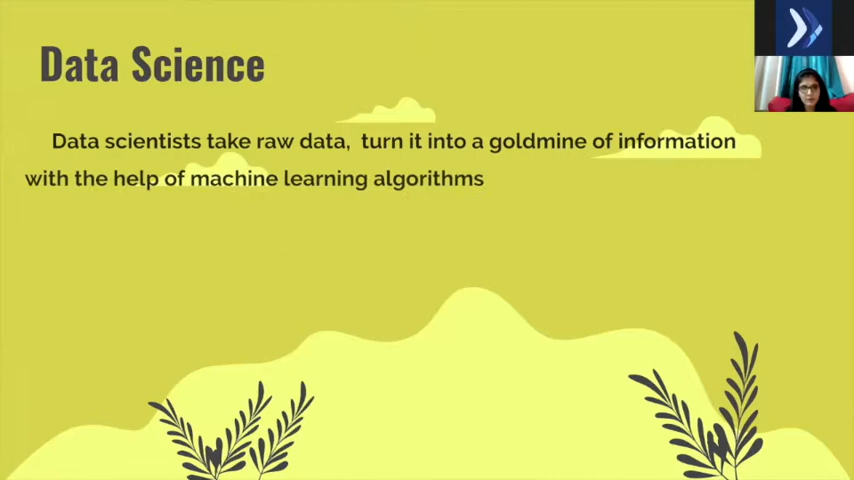 Data Science
Data scientists take raw data, turn it into a goldmine of information
with the help of machine learning algorithms